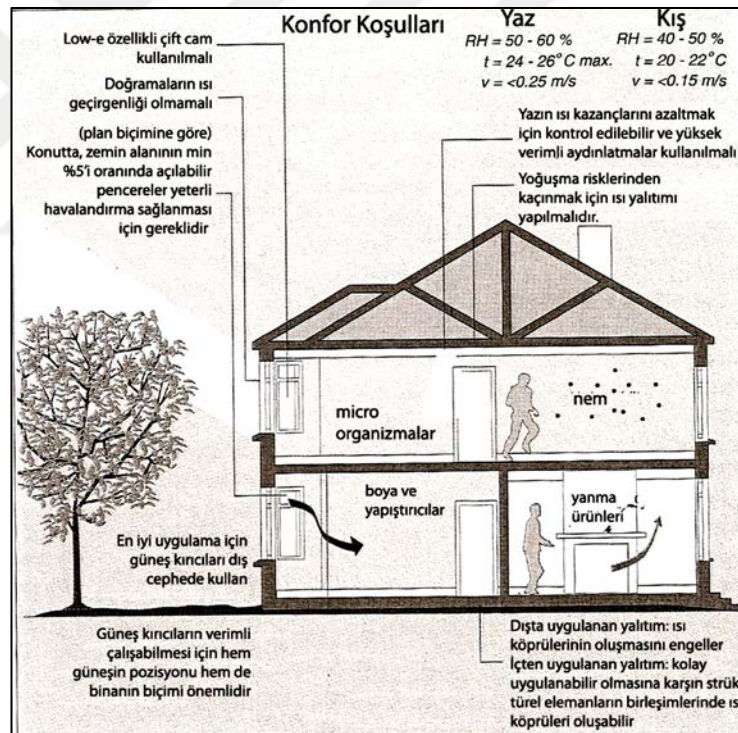 Konfor Koşulları
Yaz
RH = 50 - 60 %
t = 24 - 26°C max.
v = <0.25 m/s
Kış
RH = 40 - 50 %
t = 20 - 22°C
v = <0.15 m/s
Low-e özellikli çift cam
kullanılmalı
Doğramaların ısı
geçirgenliği olmamalı
(plan biçimine göre)
Konutta, zemin alanının min
%5'i oranında açılabilir
pencereler yeterli
havalandırma sağlanması
için gereklidir
Yazın ısı kazançlarını azaltmak
için kontrol edilebilir ve yüksek
verimli aydınlatmalar kullanılmalı
Yoğuşma risklerinden
kaçınmak için ısı yalıtımı
yapılmalıdır.
micro
organizmalar
nem
boya ve
yapıştırıcılar
yanma
ürünleri
En iyi uygulama için
güneş kırıcıları dış
cephede kullan
Güneş kırıcıların verimli
çalışabilmesi için hem
güneşin pozisyonu hem de
binanın biçimi önemlidir
Dışta uygulanan yalıtım: ısı
köprülerinin oluşmasını engeller
İçten uygulanan yalıtım: kolay
uygulanabilir olmasına karşın strük
türel elemanların birleşimlerinde ıs
köprüleri oluşabilir